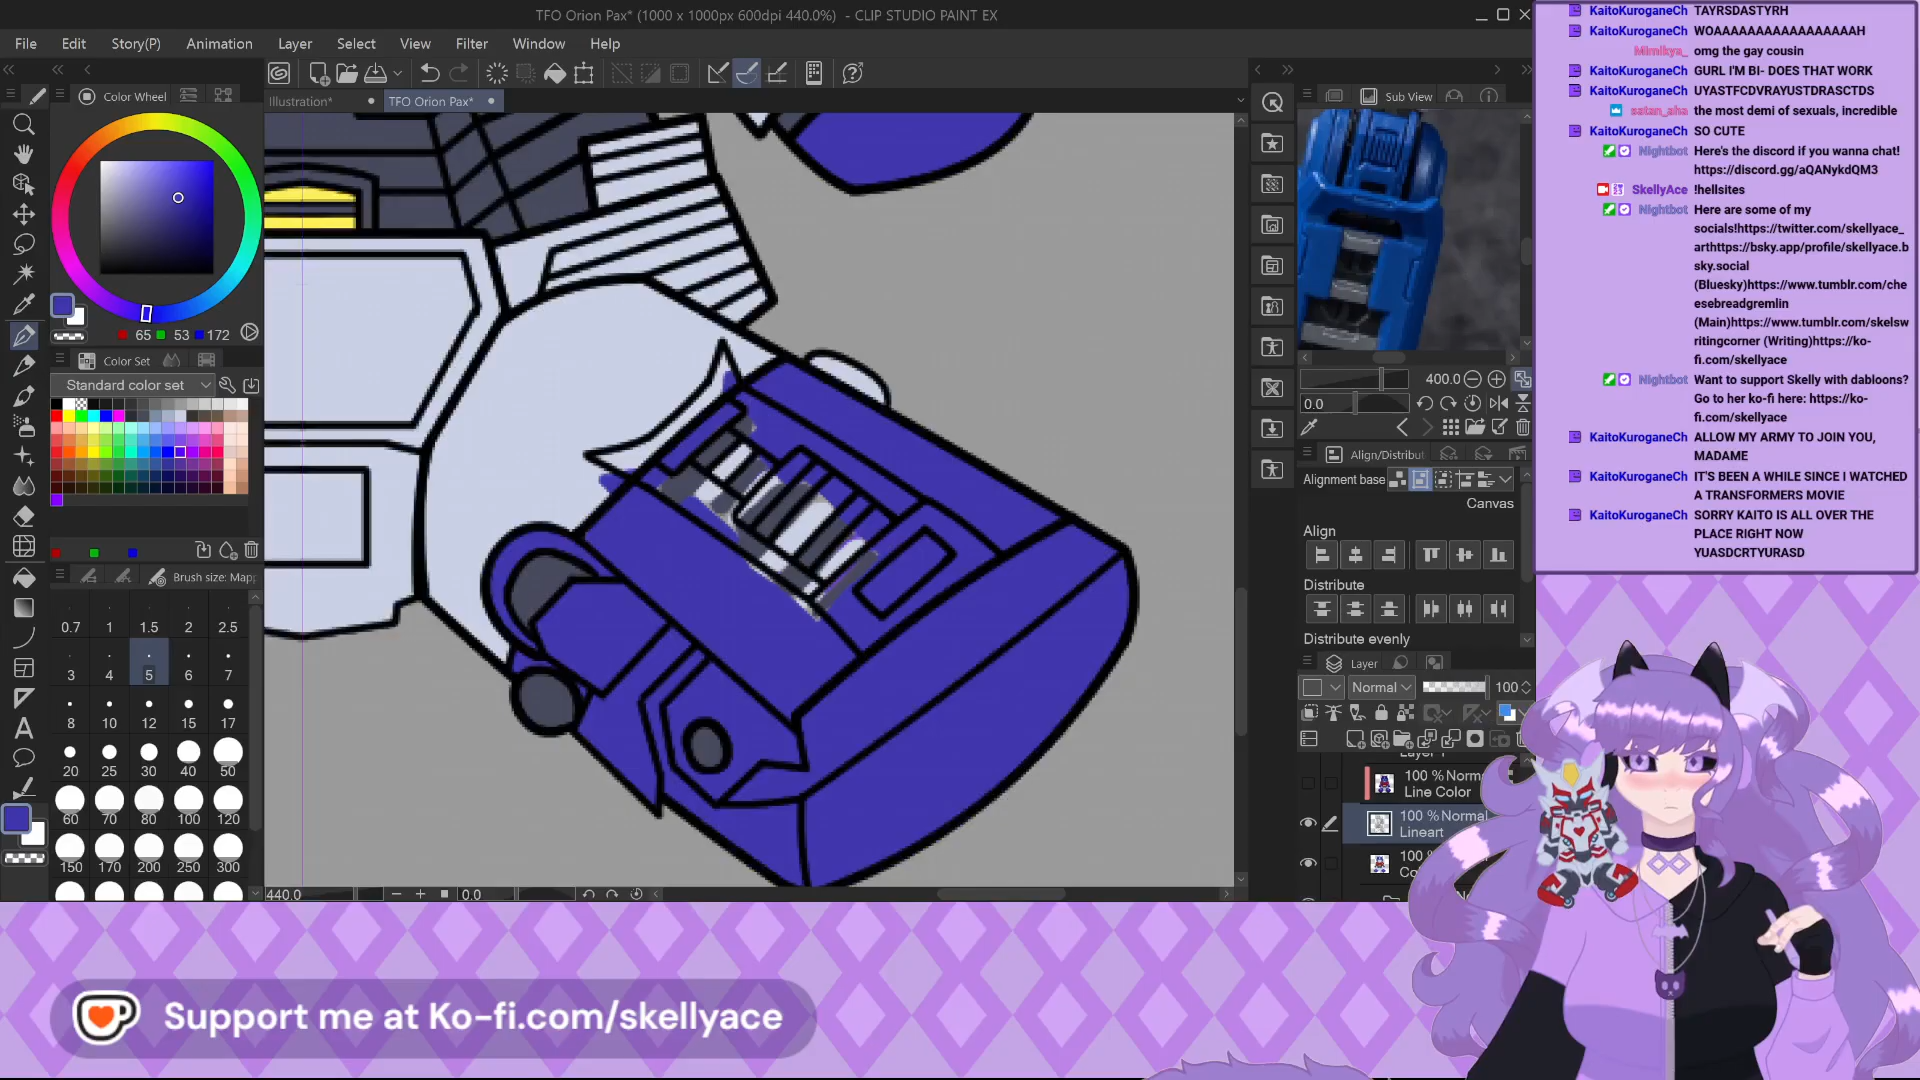 TFO Orion Pax* (1000 x 1000px 600dpi 440.0%) - CLIP STUDIO PAINT EX
File Edit Story(P) Animation Layer Select View Filter Window Help
Color Wheel
Illustration*
TFO Orion Pax*
Sub View
65 53 172
Color Set
Standard color set
Brush size: Mapp
0.7 1 1.5 2 2.5
3 4 5 6 7
8 10 12 15 17
20 25 30 40 50
60 70 80 100 120
150 170 200 250 300
440.0
0.0
400.0
0.0
Align/Distribut
Alignment base
Canvas
Align
Distribute
Distribute evenly
Layer
Normal
100
100 % Norm
Line Color
100 % Normal
Lineart
100
Co
KaitoKuroganeCh TAYRSDASTYRH
KaitoKuroganeCh WOAAAAAAAAAAAAAAAAH
Mimikya_ omg the gay cousin
KaitoKuroganeCh GURL I'M BI- DOES THAT WORK
KaitoKuroganeCh UYASTFCDVRAYUSTDRASCTDS
satan_aha the most demi of sexuals, incredible
KaitoKuroganeCh SO CUTE
Nightbot Here's the discord if you wanna chat!
https://discord.gg/aQANykdQM3
SkellyAce !hellsites
Nightbot Here are some of my
socials!https://twitter.com/skellyace_
arthttps://bsky.app/profile/skellyace.b
sky.social
(Bluesky)https://www.tumblr.com/che
esebreadgremlin
(Main)https://www.tumblr.com/skelsw
ritingcorner (Writing)https://ko-
fi.com/skellyace
Nightbot Want to support Skelly with dabloons?
Go to her ko-fi here: https://ko-
fi.com/skellyace
KaitoKuroganeCh ALLOW MY ARMY TO JOIN YOU,
MADAME
KaitoKuroganeCh IT'S BEEN A WHILE SINCE I WATCHED
A TRANSFORMERS MOVIE
KaitoKuroganeCh SORRY KAITO IS ALL OVER THE
PLACE RIGHT NOW
YUASDCRTYURASD
Support me at Ko-fi.com/skellyace